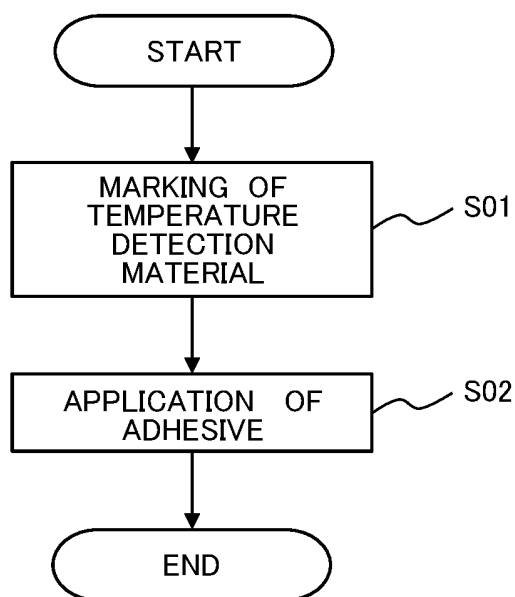 START
MARKING OF
TEMPERATURE
DETECTION
MATERIAL
S01
APPLICATION OF
ADHESIVE
S02
END